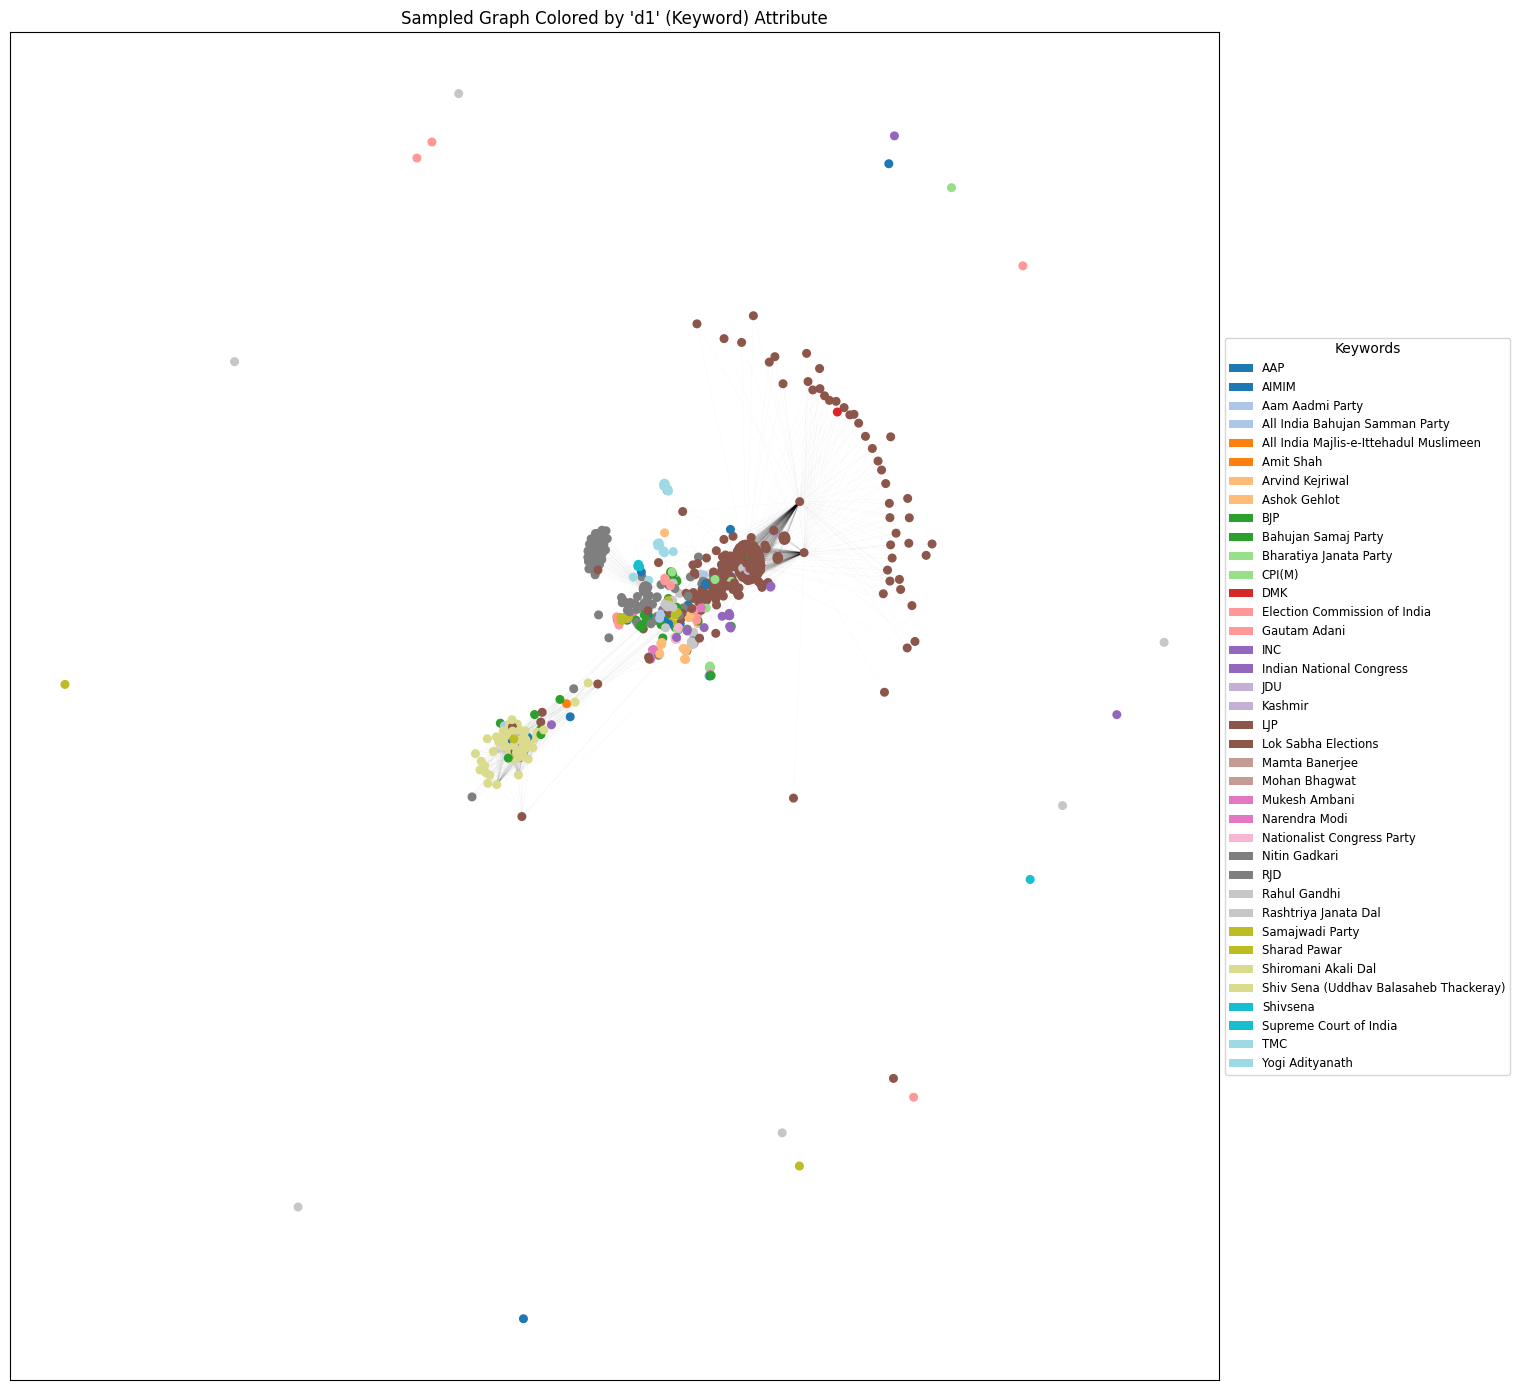 Sampled Graph Colored by 'd1' (Keyword) Attribute
Keywords
AAP
AIMIM
Aam Aadmi Party
All India Bahujan Samman Party
All India Majlis-e-Ittehadul Muslimeen
Amit Shah
Arvind Kejriwal
Ashok Gehlot
BJP
Bahujan Samaj Party
Bharatiya Janata Party
CPI(M)
DMK
Election Commission of India
Gautam Adani
INC
Indian National Congress
JDU
Kashmir
LJP
Lok Sabha Elections
Mamta Banerjee
Mohan Bhagwat
Mukesh Ambani
Narendra Modi
Nationalist Congress Party
Nitin Gadkari
RJD
Rahul Gandhi
Rashtriya Janata Dal
Samajwadi Party
Sharad Pawar
Shiromani Akali Dal
Shiv Sena (Uddhav Balasaheb Thackeray)
Shivsena
Supreme Court of India
TMC
Yogi Adityanath